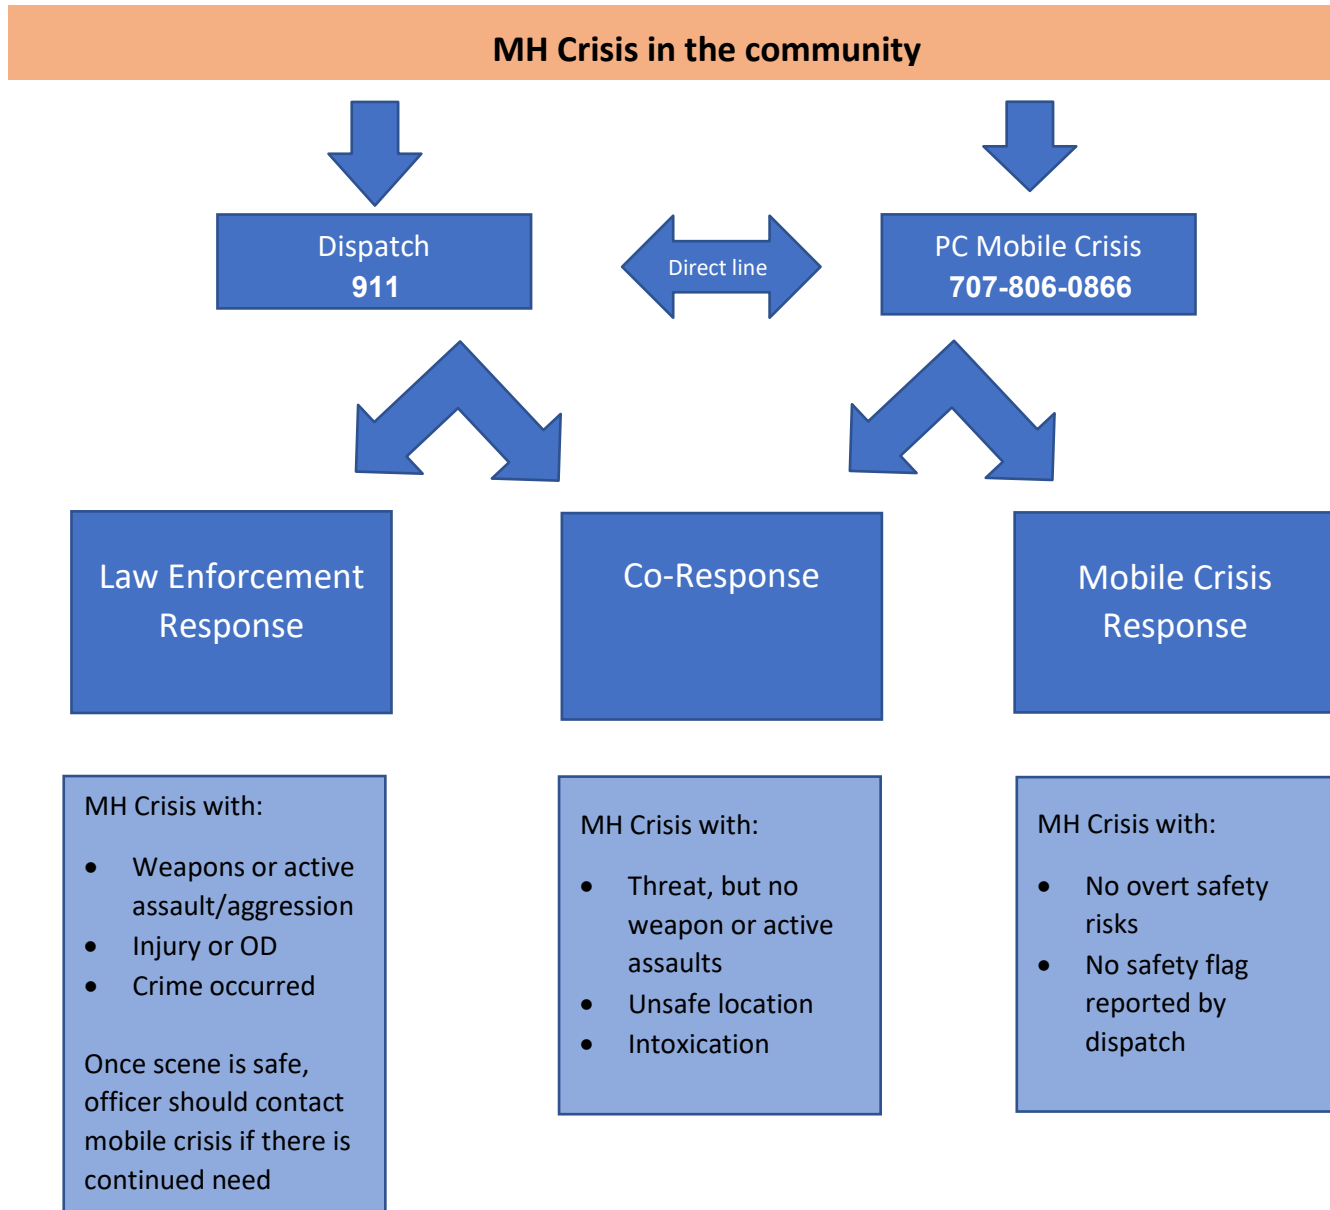 MH Crisis in the community
Dispatch
911
Direct line
PC Mobile Crisis
707-806-0866
Law Enforcement
Response
Co-Response
Mobile Crisis
Response
MH Crisis with:
• Weapons or active
assault/aggression
• Injury or OD
• Crime occurred
Once scene is safe,
officer should contact
mobile crisis if there is
continued need
MH Crisis with:
• Threat, but no
weapon or active
assaults
• Unsafe location
• Intoxication
MH Crisis with:
• No overt safety
risks
• No safety flag
reported by
dispatch